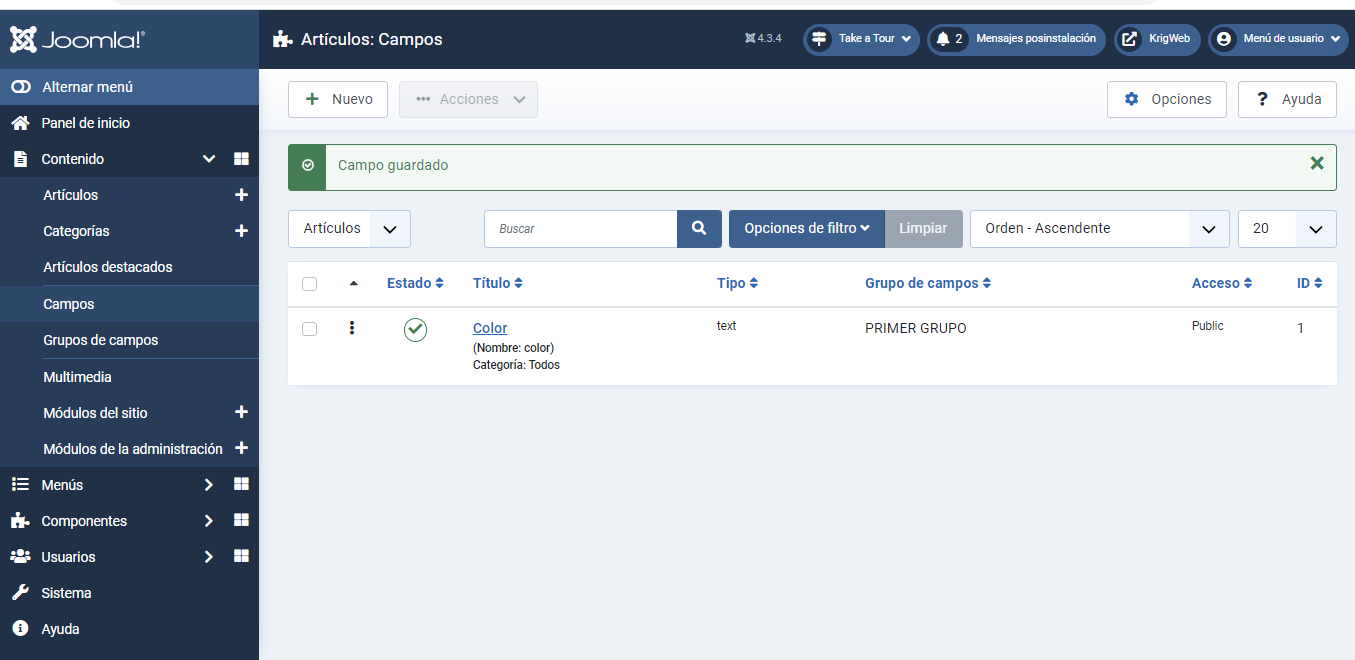 Joomla!®
Artículos: Campos
4.3.4
Take a Tour
2 Mensajes posinstalación
KrigWeb
Menú de usuario
Alternar menú
Panel de inicio
Contenido
Artículos
Categorías
Artículos destacados
Campos
Grupos de campos
Multimedia
Módulos del sitio
Módulos de la administración
Menús
Componentes
Usuarios
Sistema
Ayuda
Nuevo
Acciones
Opciones
? Ayuda
Campo guardado
Artículos
Buscar
Opciones de filtro
Limpiar
Orden - Ascendente
20
Estado Título Tipo Grupo de campos Acceso ID
Color text PRIMER GRUPO Public 1
(Nombre: color)
Categoría: Todos